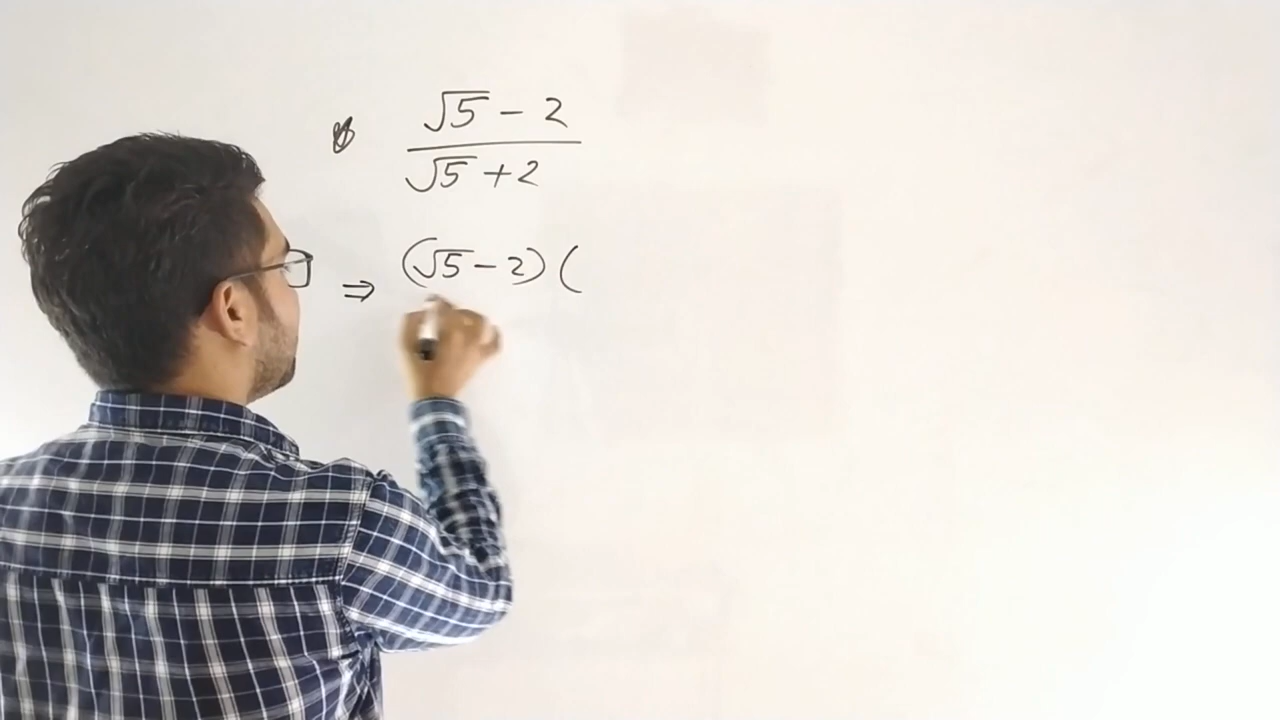 √5 - 2
√5 + 2
⇒ (√5 - 2) (